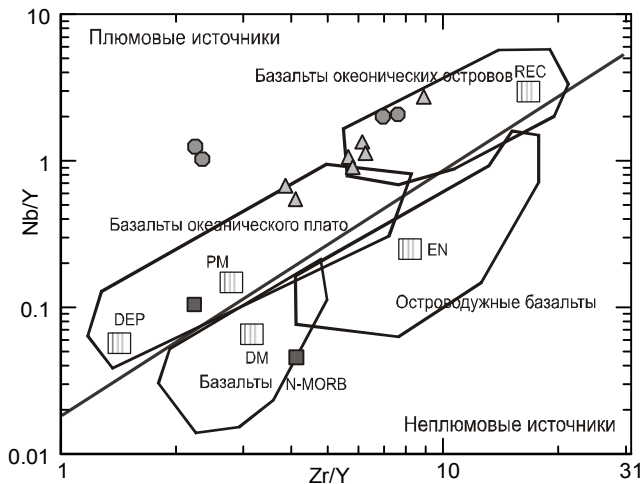 10
Плюмовые источники
Базальты океонических островов
REC
1
Nb/Y
Базальты океанического плато
PM
EN
Островодужные базальты
0.1
DEP
DM
Базальты N-MORB
Неплюмовые источники
0.01
1
Zr/Y
10
31